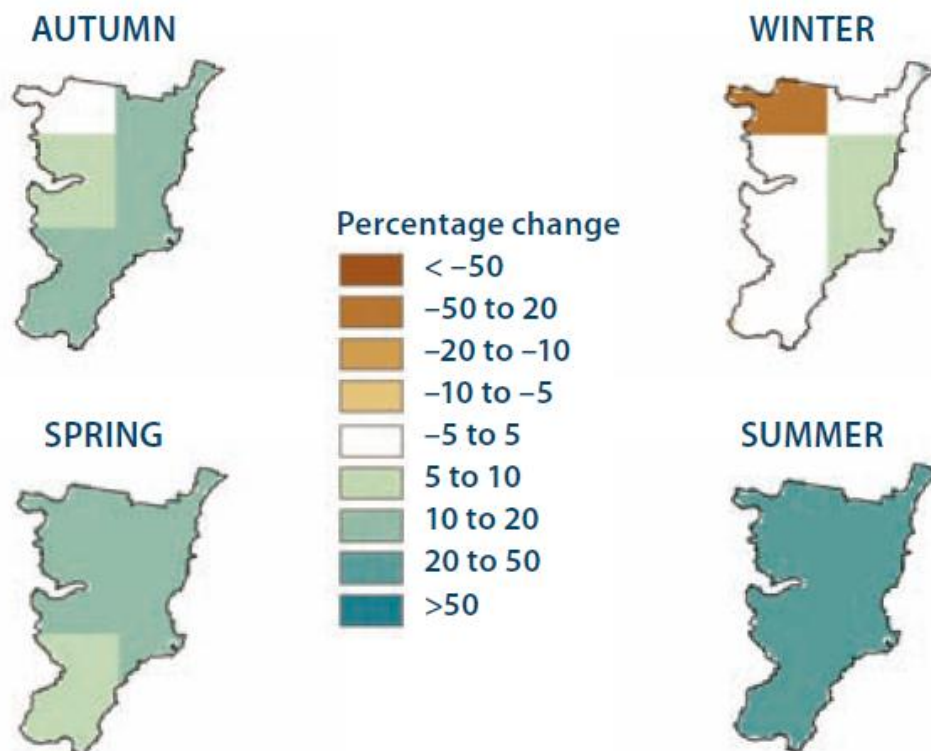 AUTUMN
WINTER
Percentage change
< –50
–50 to 20
–20 to –10
–10 to –5
–5 to 5
5 to 10
10 to 20
20 to 50
>50
SPRING
SUMMER